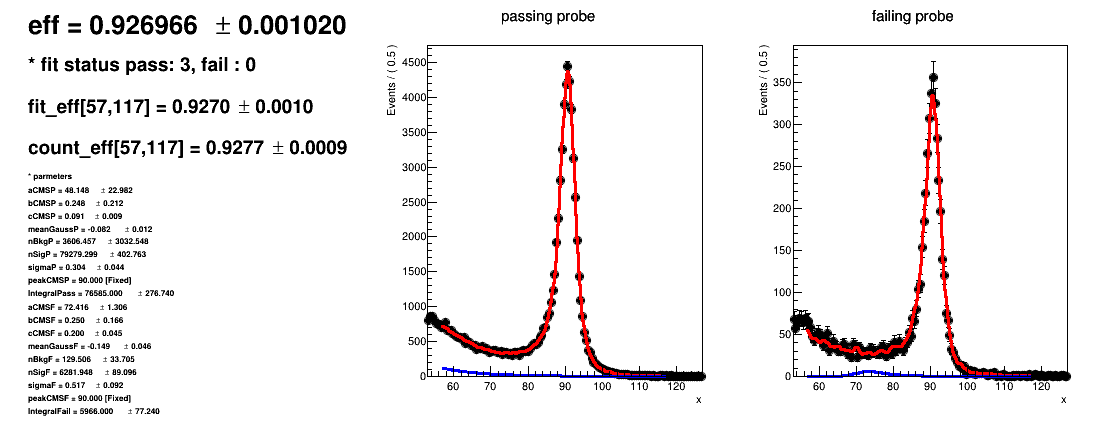 eff = 0.926966 ± 0.001020
* fit status pass: 3, fail : 0
fit_eff[57,117] = 0.9270 ± 0.0010
count_eff[57,117] = 0.9277 ± 0.0009
* parmeters
aCMSP = 48.148 ± 22.982
bCMSP = 0.248 ± 0.212
cCMSP = 0.091 ± 0.009
meanGaussP = -0.082 ± 0.012
nBkgP = 3606.457 ± 3032.548
nSigP = 79279.299 ± 402.763
sigmaP = 0.304 ± 0.044
peakCMSP = 90.000 [Fixed]
IntegralPass = 76585.000 ± 276.740
aCMSF = 72.416 ± 1.306
bCMSF = 0.250 ± 0.166
cCMSF = 0.200 ± 0.045
meanGaussF = -0.149 ± 0.046
nBkgF = 129.506 ± 33.705
nSigF = 6281.948 ± 89.096
sigmaF = 0.517 ± 0.092
peakCMSF = 90.000 [Fixed]
IntegralFail = 5966.000 ± 77.240
passing probe
Events / ( 0.5 )
4500
4000
3500
3000
2500
2000
1500
1000
500
0
60 70 80 90 100 110 120
x
failing probe
Events / ( 0.5 )
350
300
250
200
150
100
50
0
60 70 80 90 100 110 120
x